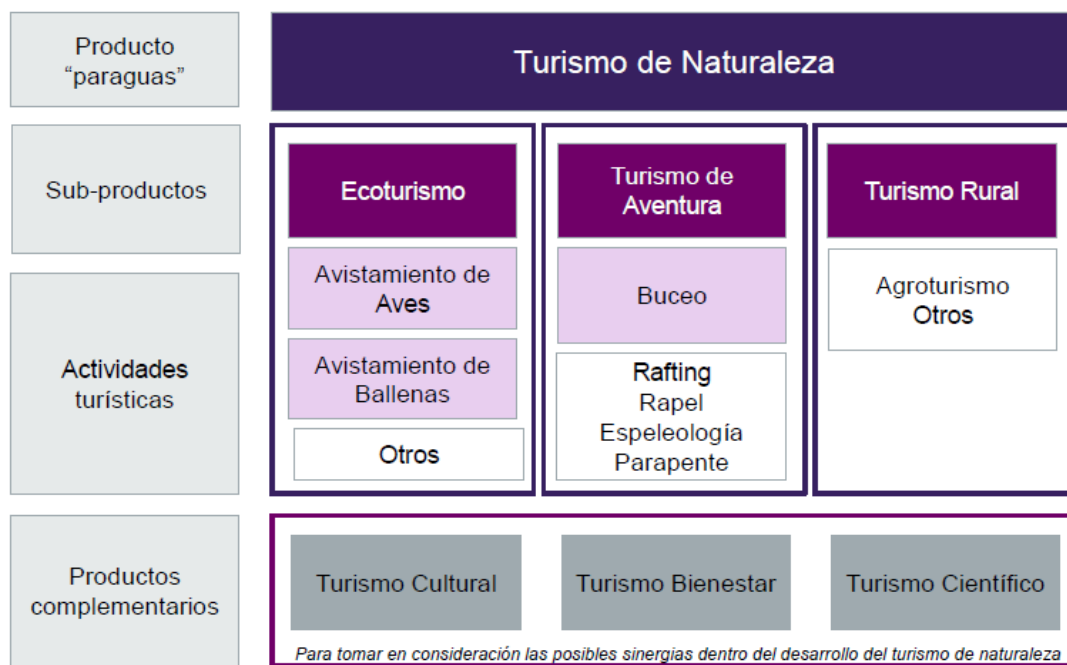 Producto
“paraguas”
Turismo de Naturaleza
Sub-productos
Ecoturismo
Turismo de
Aventura
Turismo Rural
Actividades
turísticas
Avistamiento de
Aves
Avistamiento de
Ballenas
Otros
Buceo
Rafting
Rapel
Espeleología
Parapente
Agroturismo
Otros
Productos
complementarios
Turismo Cultural
Turismo Bienestar
Turismo Científico
Para tomar en consideración las posibles sinergias dentro del desarrollo del turismo de naturaleza